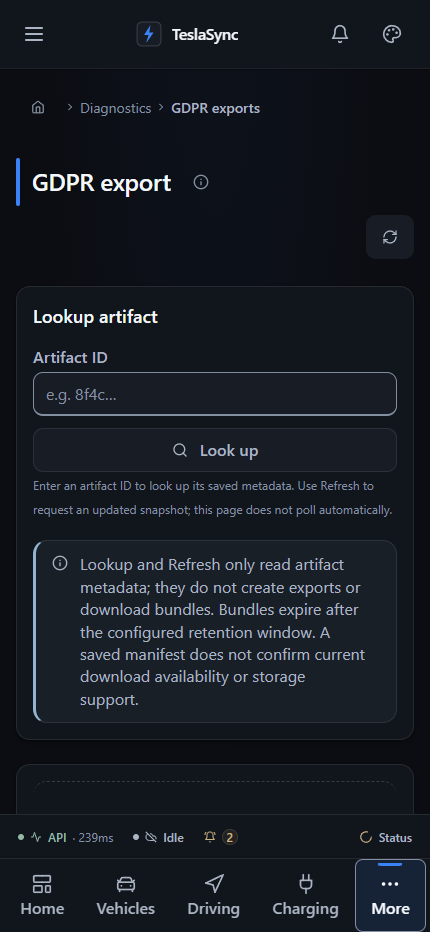 TeslaSync
Diagnostics
GDPR exports
GDPR export
Lookup artifact
Artifact ID
e.g. 8f4c...
Look up
Enter an artifact ID to look up its saved metadata. Use Refresh to
request an updated snapshot; this page does not poll automatically.
Lookup and Refresh only read artifact
metadata; they do not create exports or
download bundles. Bundles expire after
the configured retention window. A
saved manifest does not confirm current
download availability or storage
support.
API · 239ms
Idle
2
Status
Home
Vehicles
Driving
Charging
More